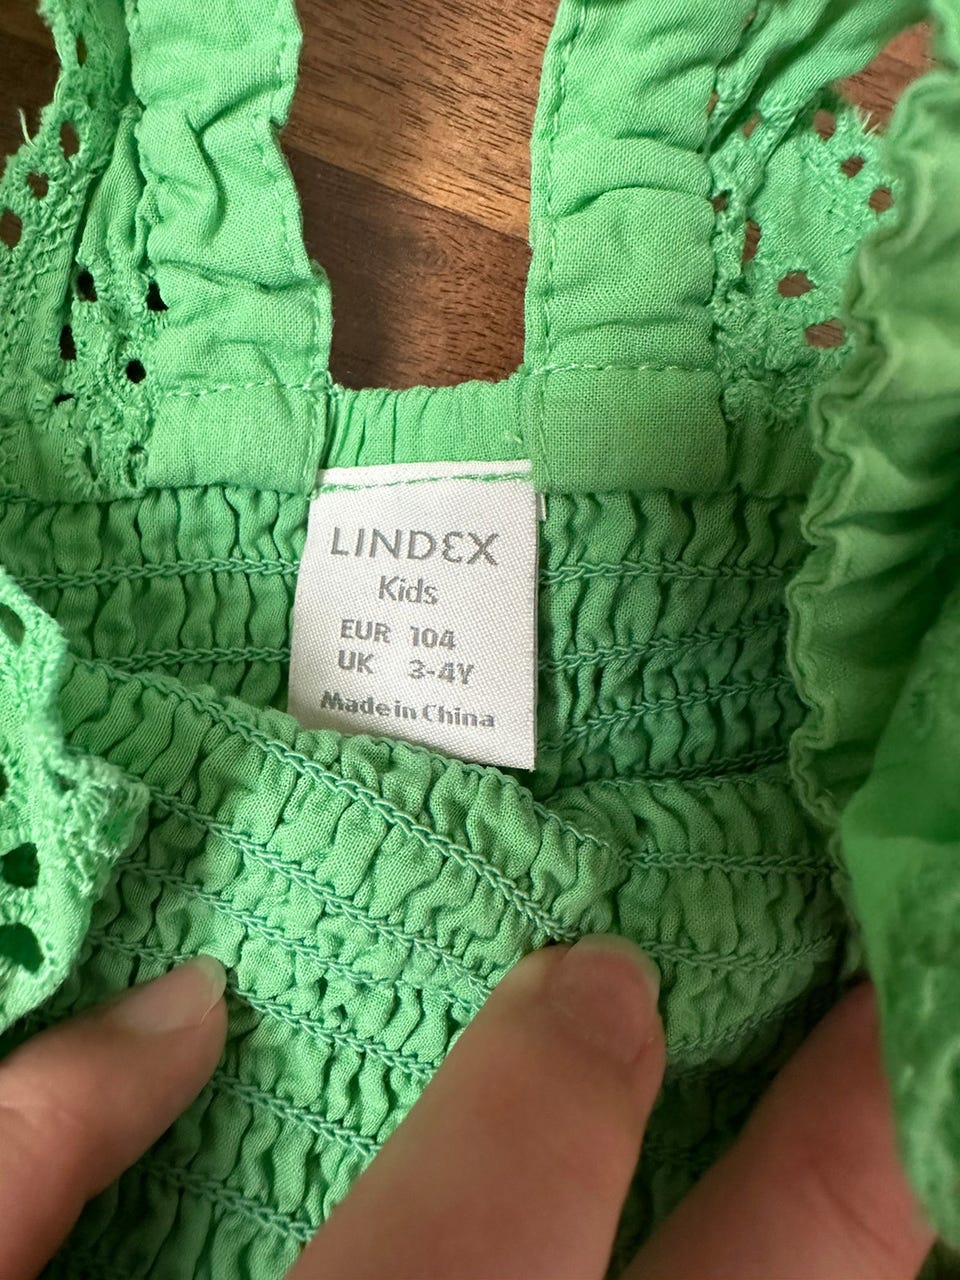 LINDEX
Kids
EUR 104
UK 3-4Y
Made in China